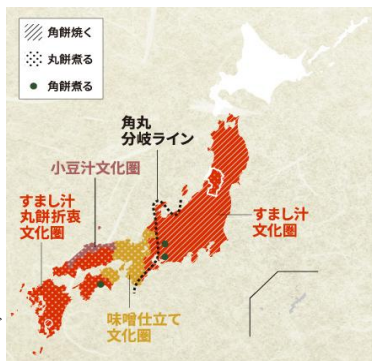 角餅焼く
丸餅煮る
角餅煮る
角丸
分岐ライン
小豆汁文化圏
すまし汁
丸餅折衷
文化圏
すまし汁
文化圏
味噌仕立て
文化圏